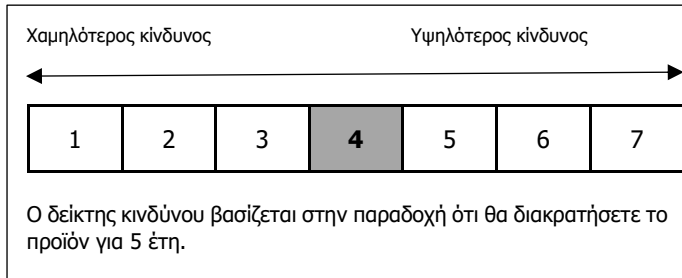 Χαμηλότερος κίνδυνος Υψηλότερος κίνδυνος
1 2 3 4 5 6 7
Ο δείκτης κινδύνου βασίζεται στην παραδοχή ότι θα διακρατήσετε το
προϊόν για 5 έτη.